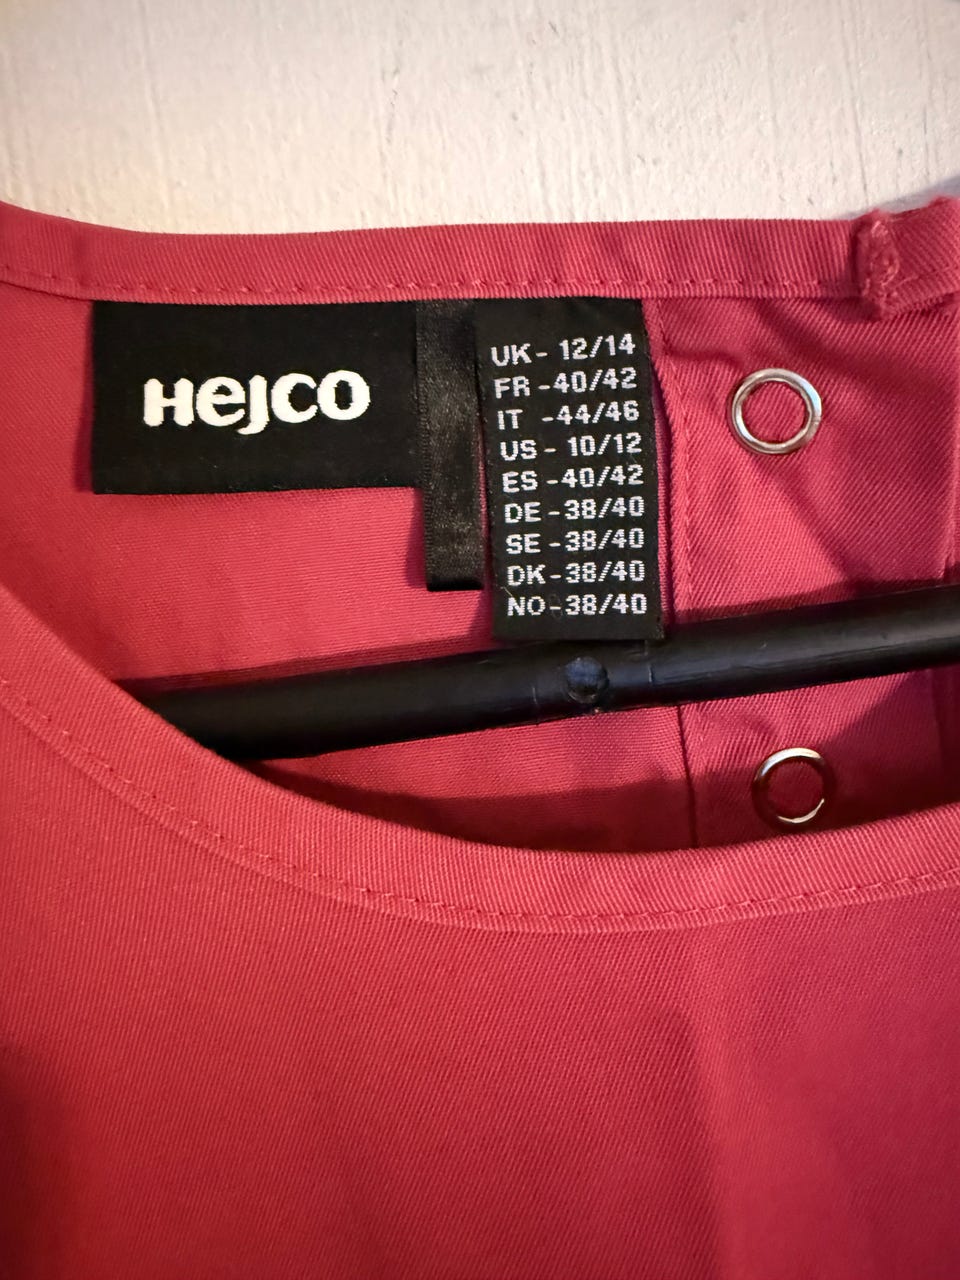 Hejco
UK- 12/14
FR -40/42
IT -44/46
US - 10/12
ES -40/42
DE -38/40
SE -38/40
DK-38/40
NO-38/40